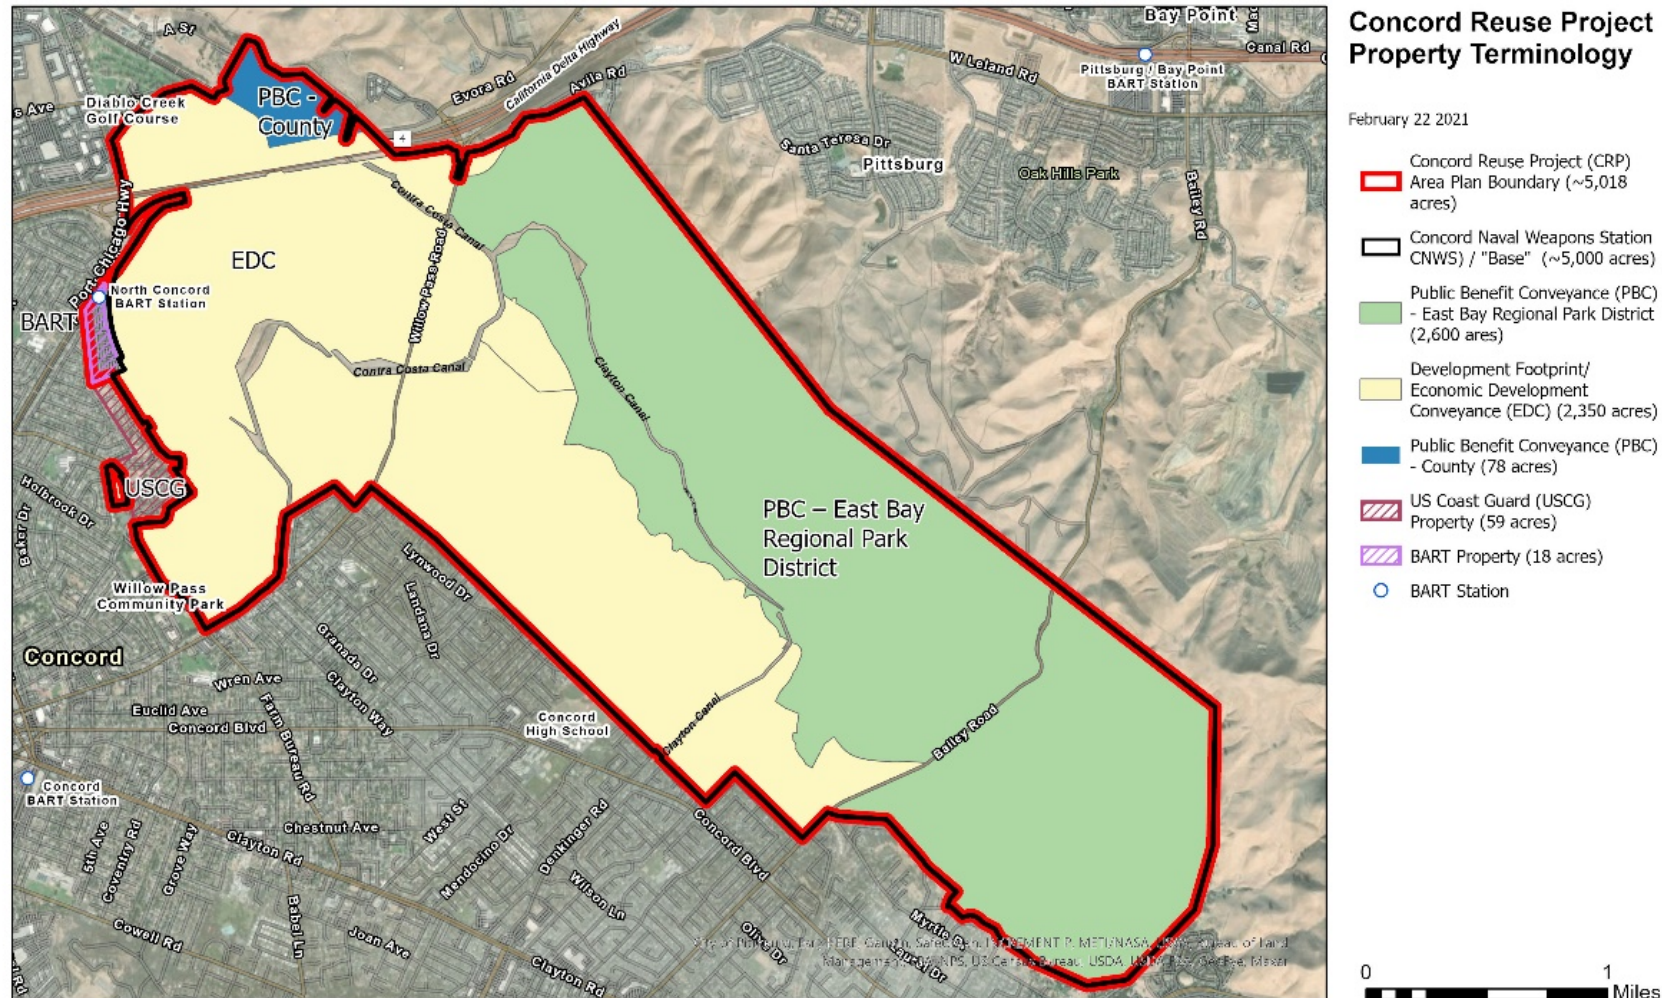 Concord Reuse Project
Property Terminology
February 22 2021
Concord Reuse Project (CRP)
Area Plan Boundary (~5,018
acres)
Concord Naval Weapons Station
CNWS) / "Base" (~5,000 acres)
Public Benefit Conveyance (PBC)
- East Bay Regional Park District
(2,600 ares)
Development Footprint/
Economic Development
Conveyance (EDC) (2,350 acres)
Public Benefit Conveyance (PBC)
- County (78 acres)
US Coast Guard (USCG)
Property (59 acres)
BART Property (18 acres)
BART Station
0 1
Miles
A St
Bay Point
Canal Rd
Evora Rd
California Delta Highway
Avila Rd
W Leland Rd
Pittsburg / Bay Point
BART Station
s Ave
Diablo Creek
Golf Course
PBC -
County
4
Santa Teresa Dr
Pittsburg
Oak Hills Park
Bailey Rd
Port Chicago Hwy
Contra Costa Canal
Willow Pass Road
EDC
North Concord
BART Station
BART
Contra Costa Canal
Clayton Canal
USCG
Holbrook Dr
Baker Dr
PBC – East Bay
Regional Park
District
Willow Pass
Community Park
Lynwood Dr
Landana Dr
Concord
Granada Dr
Clayton Way
Wren Ave
Euclid Ave
Concord Blvd
Farm Bureau Rd
Concord
High School
Clayton Canal
Bailey Road
Concord
BART Station
5th Ave
Coventry Rd
Grove Way
Chestnut Ave
Clayton Rd
West St
Mendocino Dr
Denkinger Rd
Wilson Ln
Concord Blvd
Babel Ln
Joan Ave
Cowell Rd
Clayton Rd
Olive Dr
Myrtle D
Laurel Dr
l Rd